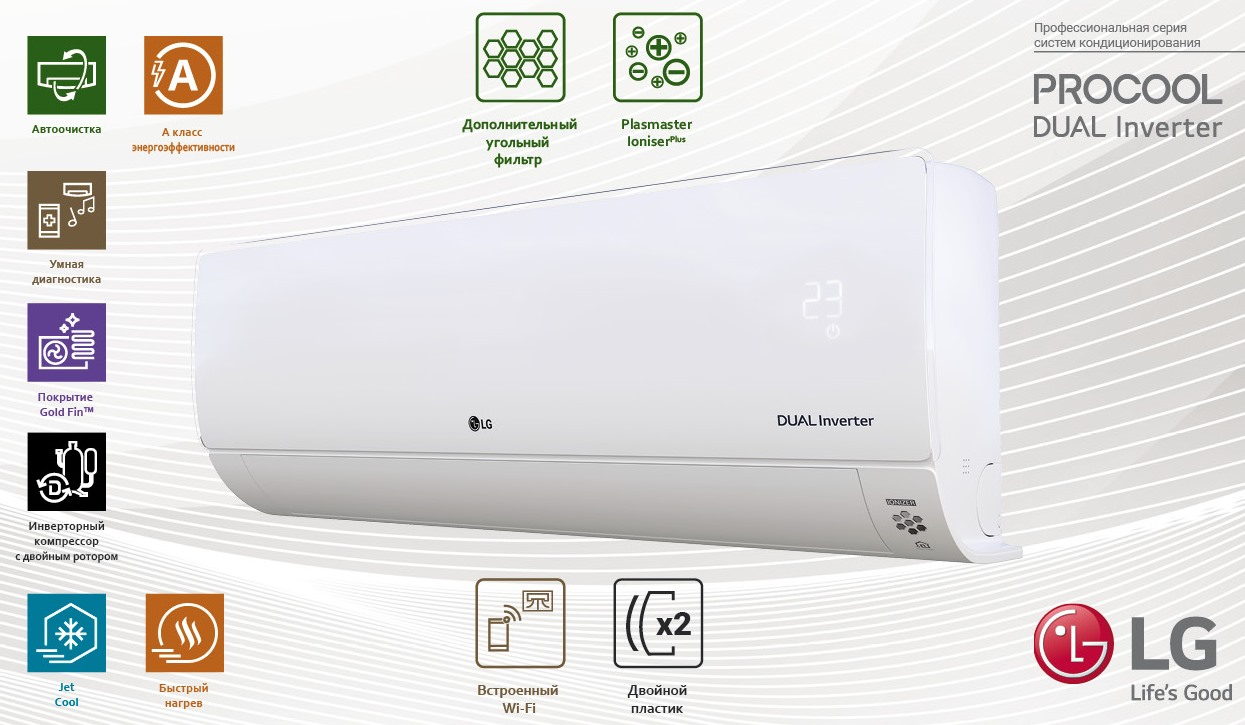 Профессиональная серия
систем кондиционирования
PROCOOL
DUAL Inverter
Автоочистка
A
А класс
энергоэффективности
Дополнительный
угольный
фильтр
Plasmaster
IoniserPlus
Умная
диагностика
Покрытие
Gold Fin™
D
Инверторный
компрессор
с двойным ротором
Jet
Cool
Быстрый
нагрев
23
LG
DUAL Inverter
IONIZER
Встроенный
Wi-Fi
x2
Двойной
пластик
LG
Life's Good